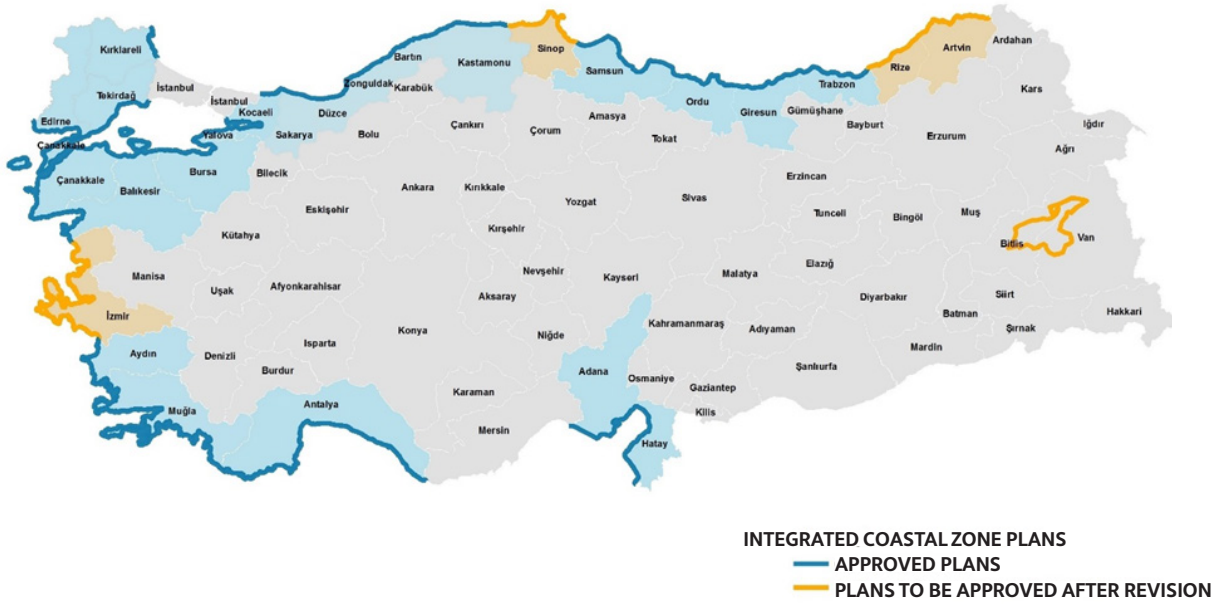 Kırklareli
Tekirdağ
Edirne
İstanbul
İstanbul
Kocaeli
Yalova
Sakarya
Düzce
Zonguldak
Bartın
Karabük
Kastamonu
Sinop
Samsun
Ordu
Giresun
Trabzon
Rize
Artvin
Ardahan
Kars
Iğdır
Ağrı
Gümüşhane
Bayburt
Erzurum
Çanakkale
Çanakkale
Balıkesir
Bursa
Bilecik
Bolu
Çankırı
Çorum
Amasya
Tokat
Ankara
Kırıkkale
Yozgat
Sivas
Erzincan
Tunceli
Bingöl
Muş
Bitlis
Van
Eskişehir
Kütahya
Kırşehir
Nevşehir
Kayseri
Malatya
Elazığ
Diyarbakır
Batman
Siirt
Şırnak
Hakkari
Manisa
İzmir
Uşak
Afyonkarahisar
Aksaray
Konya
Niğde
Kahramanmaraş
Adıyaman
Şanlıurfa
Mardin
Aydın
Denizli
Isparta
Burdur
Muğla
Antalya
Karaman
Mersin
Adana
Osmaniye
Gaziantep
Kilis
Hatay
INTEGRATED COASTAL ZONE PLANS
APPROVED PLANS
PLANS TO BE APPROVED AFTER REVISION